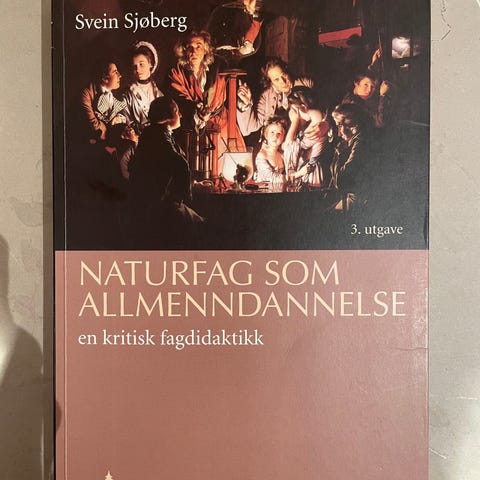 Svein Sjøberg
3. utgave
NATURFAG SOM
ALLMENNDANNELSE
en kritisk fagdidaktikk